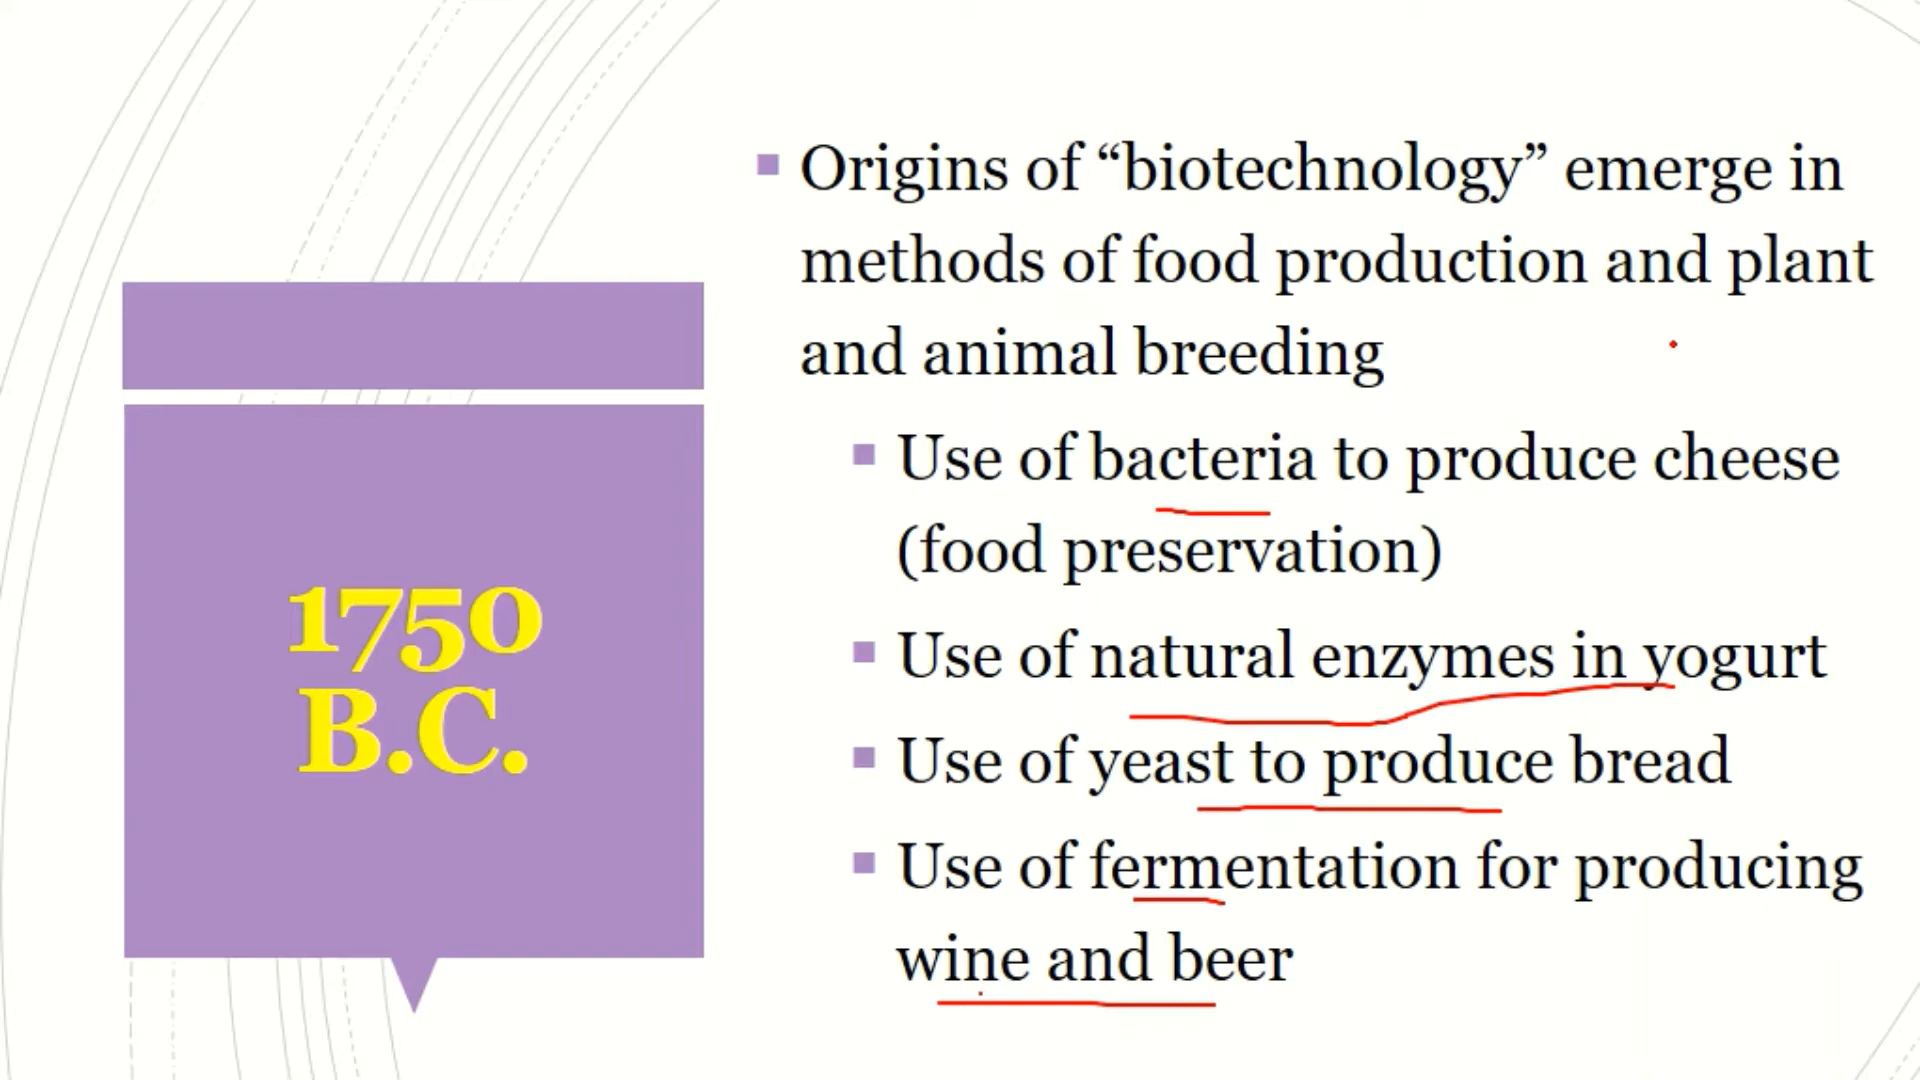 1750
B.C.
Origins of “biotechnology” emerge in
methods of food production and plant
and animal breeding
Use of bacteria to produce cheese
(food preservation)
Use of natural enzymes in yogurt
Use of yeast to produce bread
Use of fermentation for producing
wine and beer